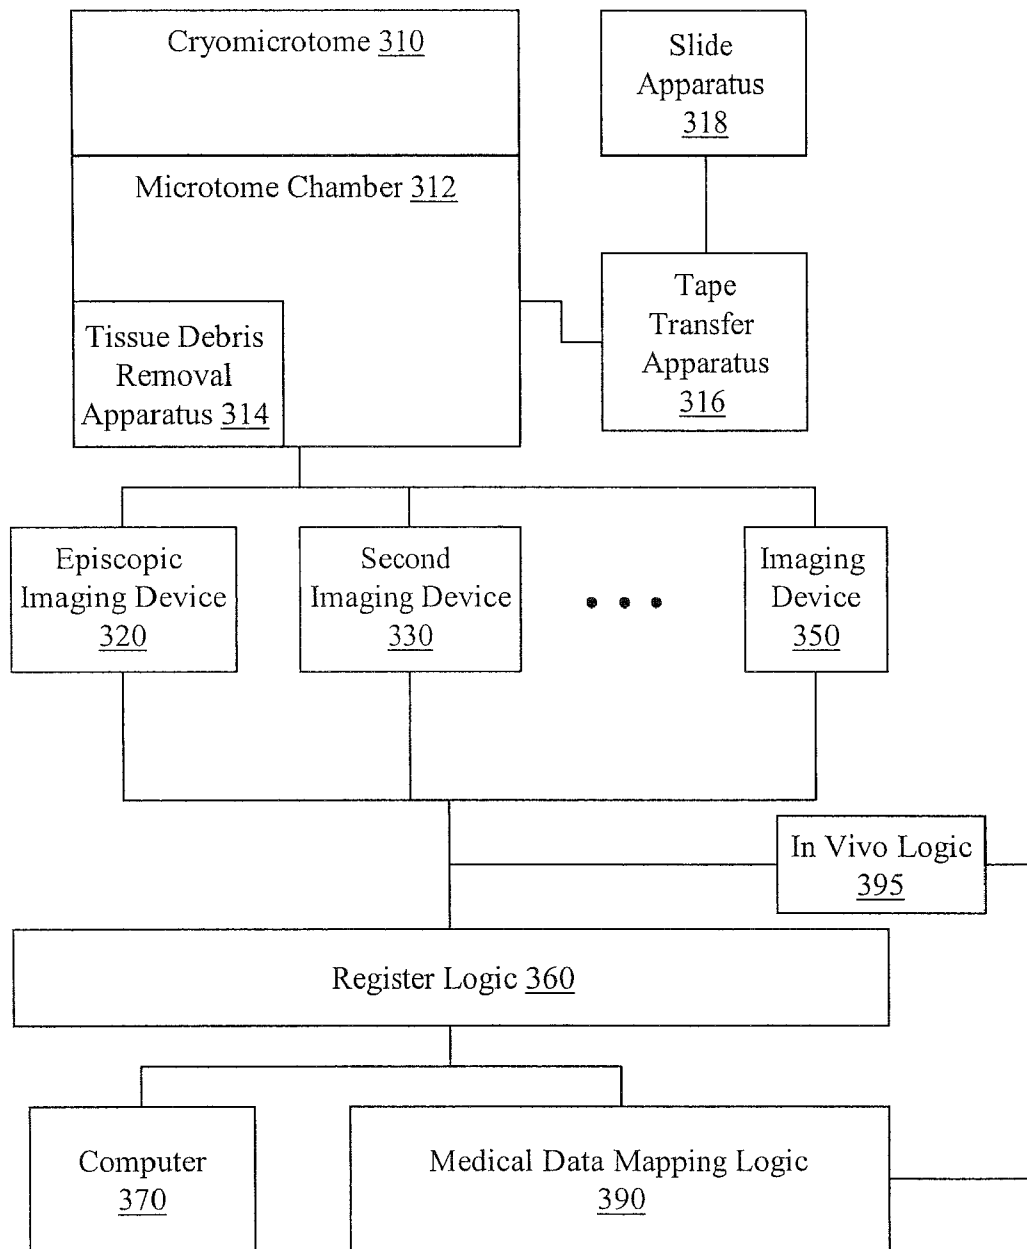 Cryomicrotome 310
Slide
Apparatus
318
Microtome Chamber 312
Tape
Transfer
Apparatus
316
Tissue Debris
Removal
Apparatus 314
Episcopic
Imaging Device
320
Second
Imaging Device
330
Imaging
Device
350
In Vivo Logic
395
Register Logic 360
Computer
370
Medical Data Mapping Logic
390